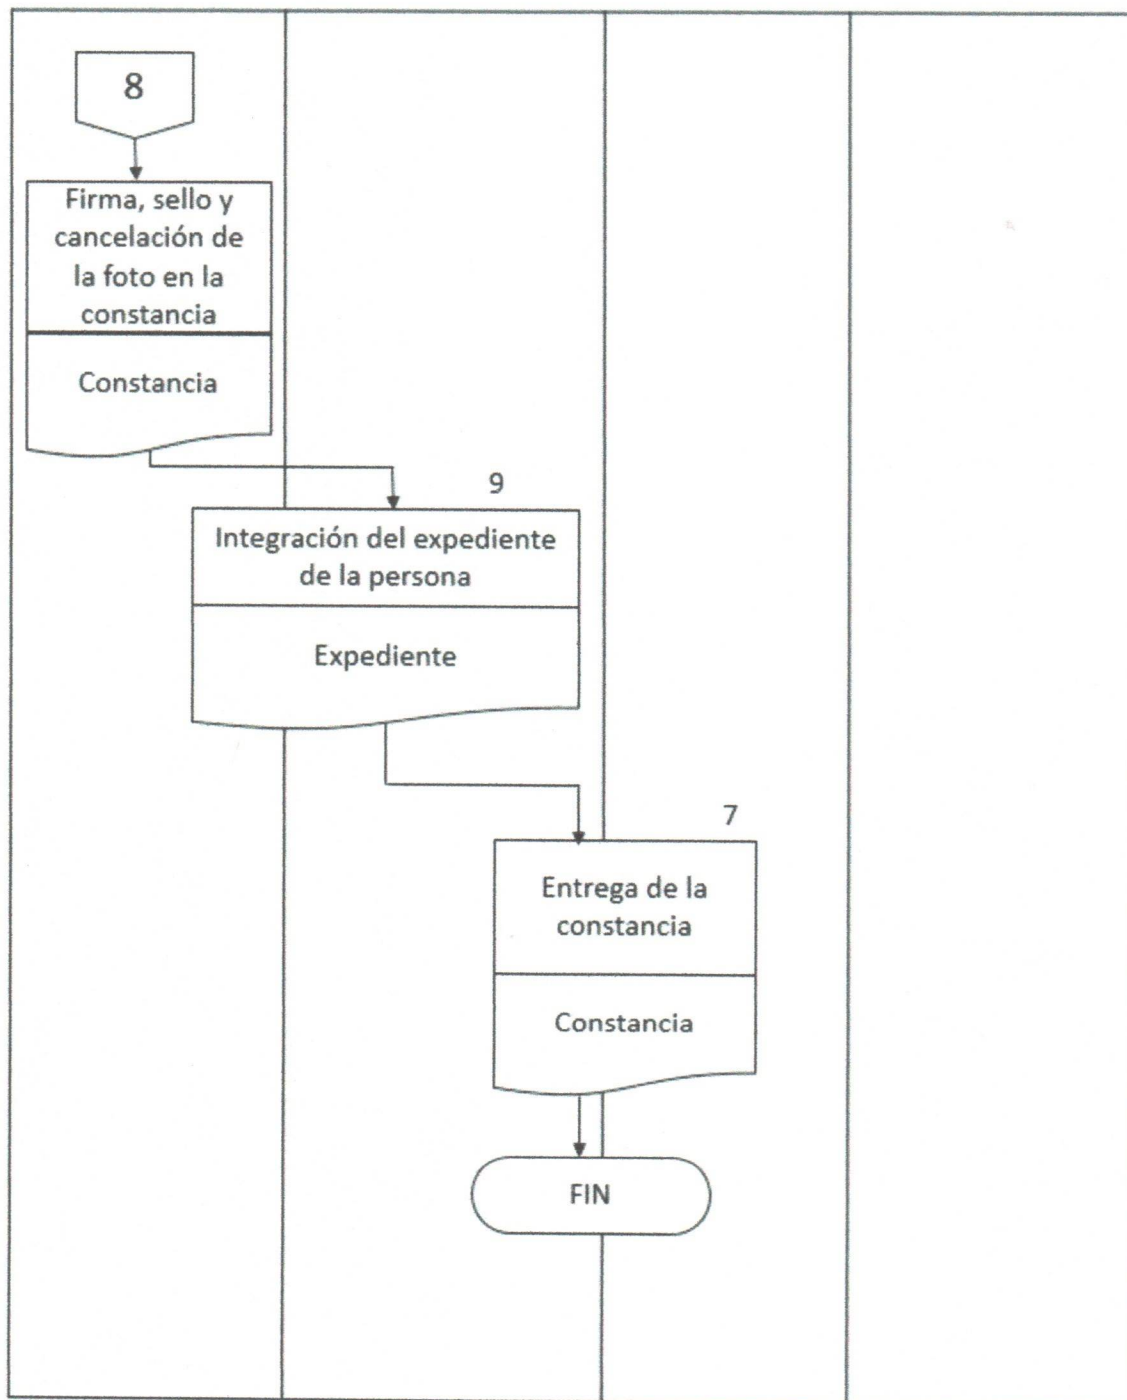 8
Firma, sello y
cancelación de
la foto en la
constancia
Constancia
9
Integración del expediente
de la persona
Expediente
7
Entrega de la
constancia
Constancia
FIN